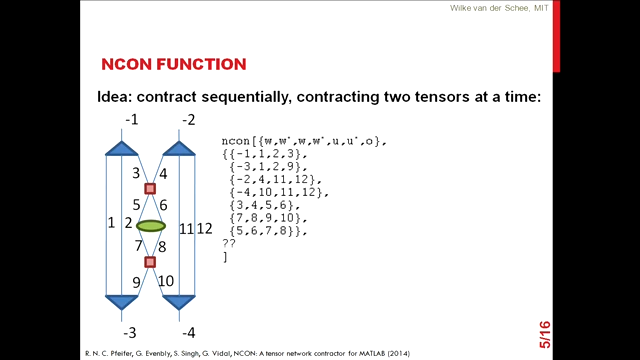 Wilke van der Schee, MIT
NCON FUNCTION
Idea: contract sequentially, contracting two tensors at a time:
-1 -2
3 4
5 6
1 2 11 12
7 8
9 10
-3 -4
ncon[{w,w*,w,w*,u,u*,o},
{{-1,1,2,3},
{-3,1,2,9},
{-2,4,11,12},
{-4,10,11,12},
{3,4,5,6},
{7,8,9,10},
{5,6,7,8}},
??
]
5/16
R. N. C. Pfeifer, G. Evenbly, S. Singh, G. Vidal, NCON: A tensor network contractor for MATLAB (2014)